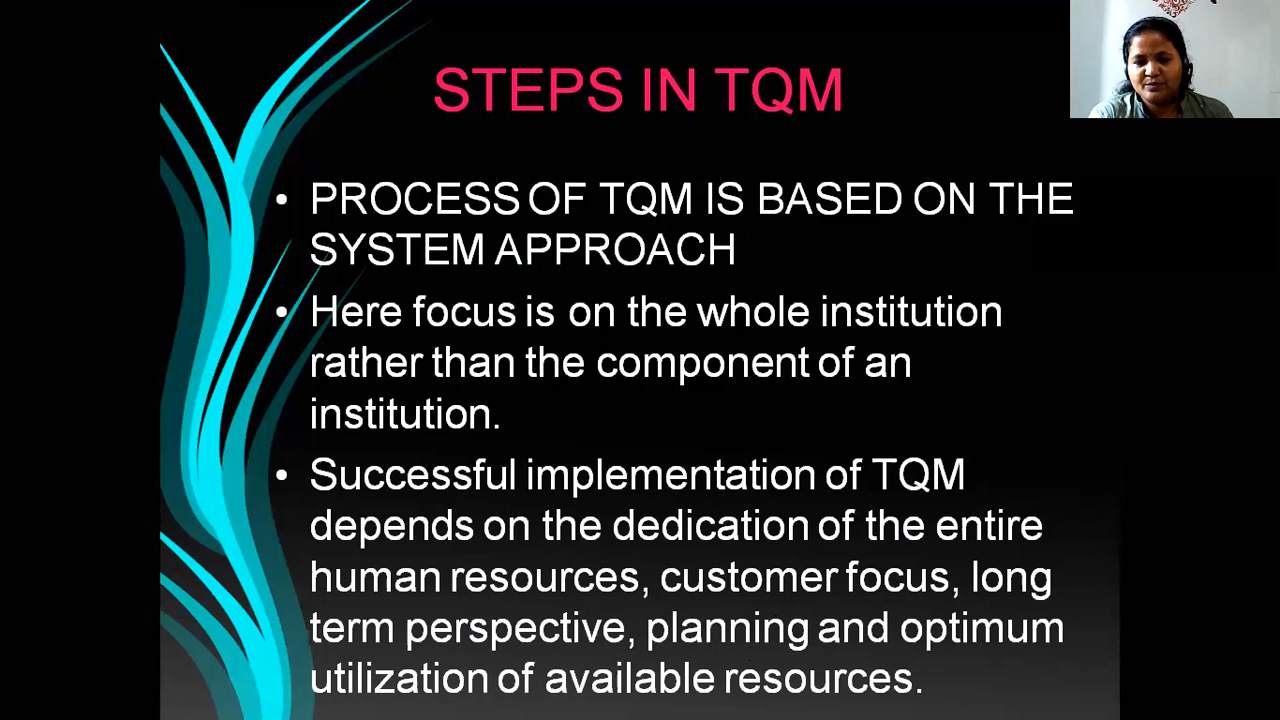 STEPS IN TQM
• PROCESS OF TQM IS BASED ON THE
SYSTEM APPROACH
• Here focus is on the whole institution
rather than the component of an
institution.
• Successful implementation of TQM
depends on the dedication of the entire
human resources, customer focus, long
term perspective, planning and optimum
utilization of available resources.